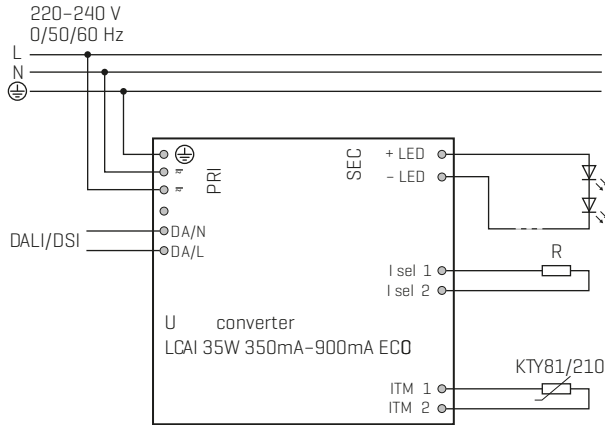 220–240 V
0/50/60 Hz
L
N
PRI
SEC
+ LED
– LED
DALI/DSI
DA/N
DA/L
I sel 1
I sel 2
R
U converter
LCAI 35W 350mA–900mA ECO
KTY81/210
ITM 1
ITM 2